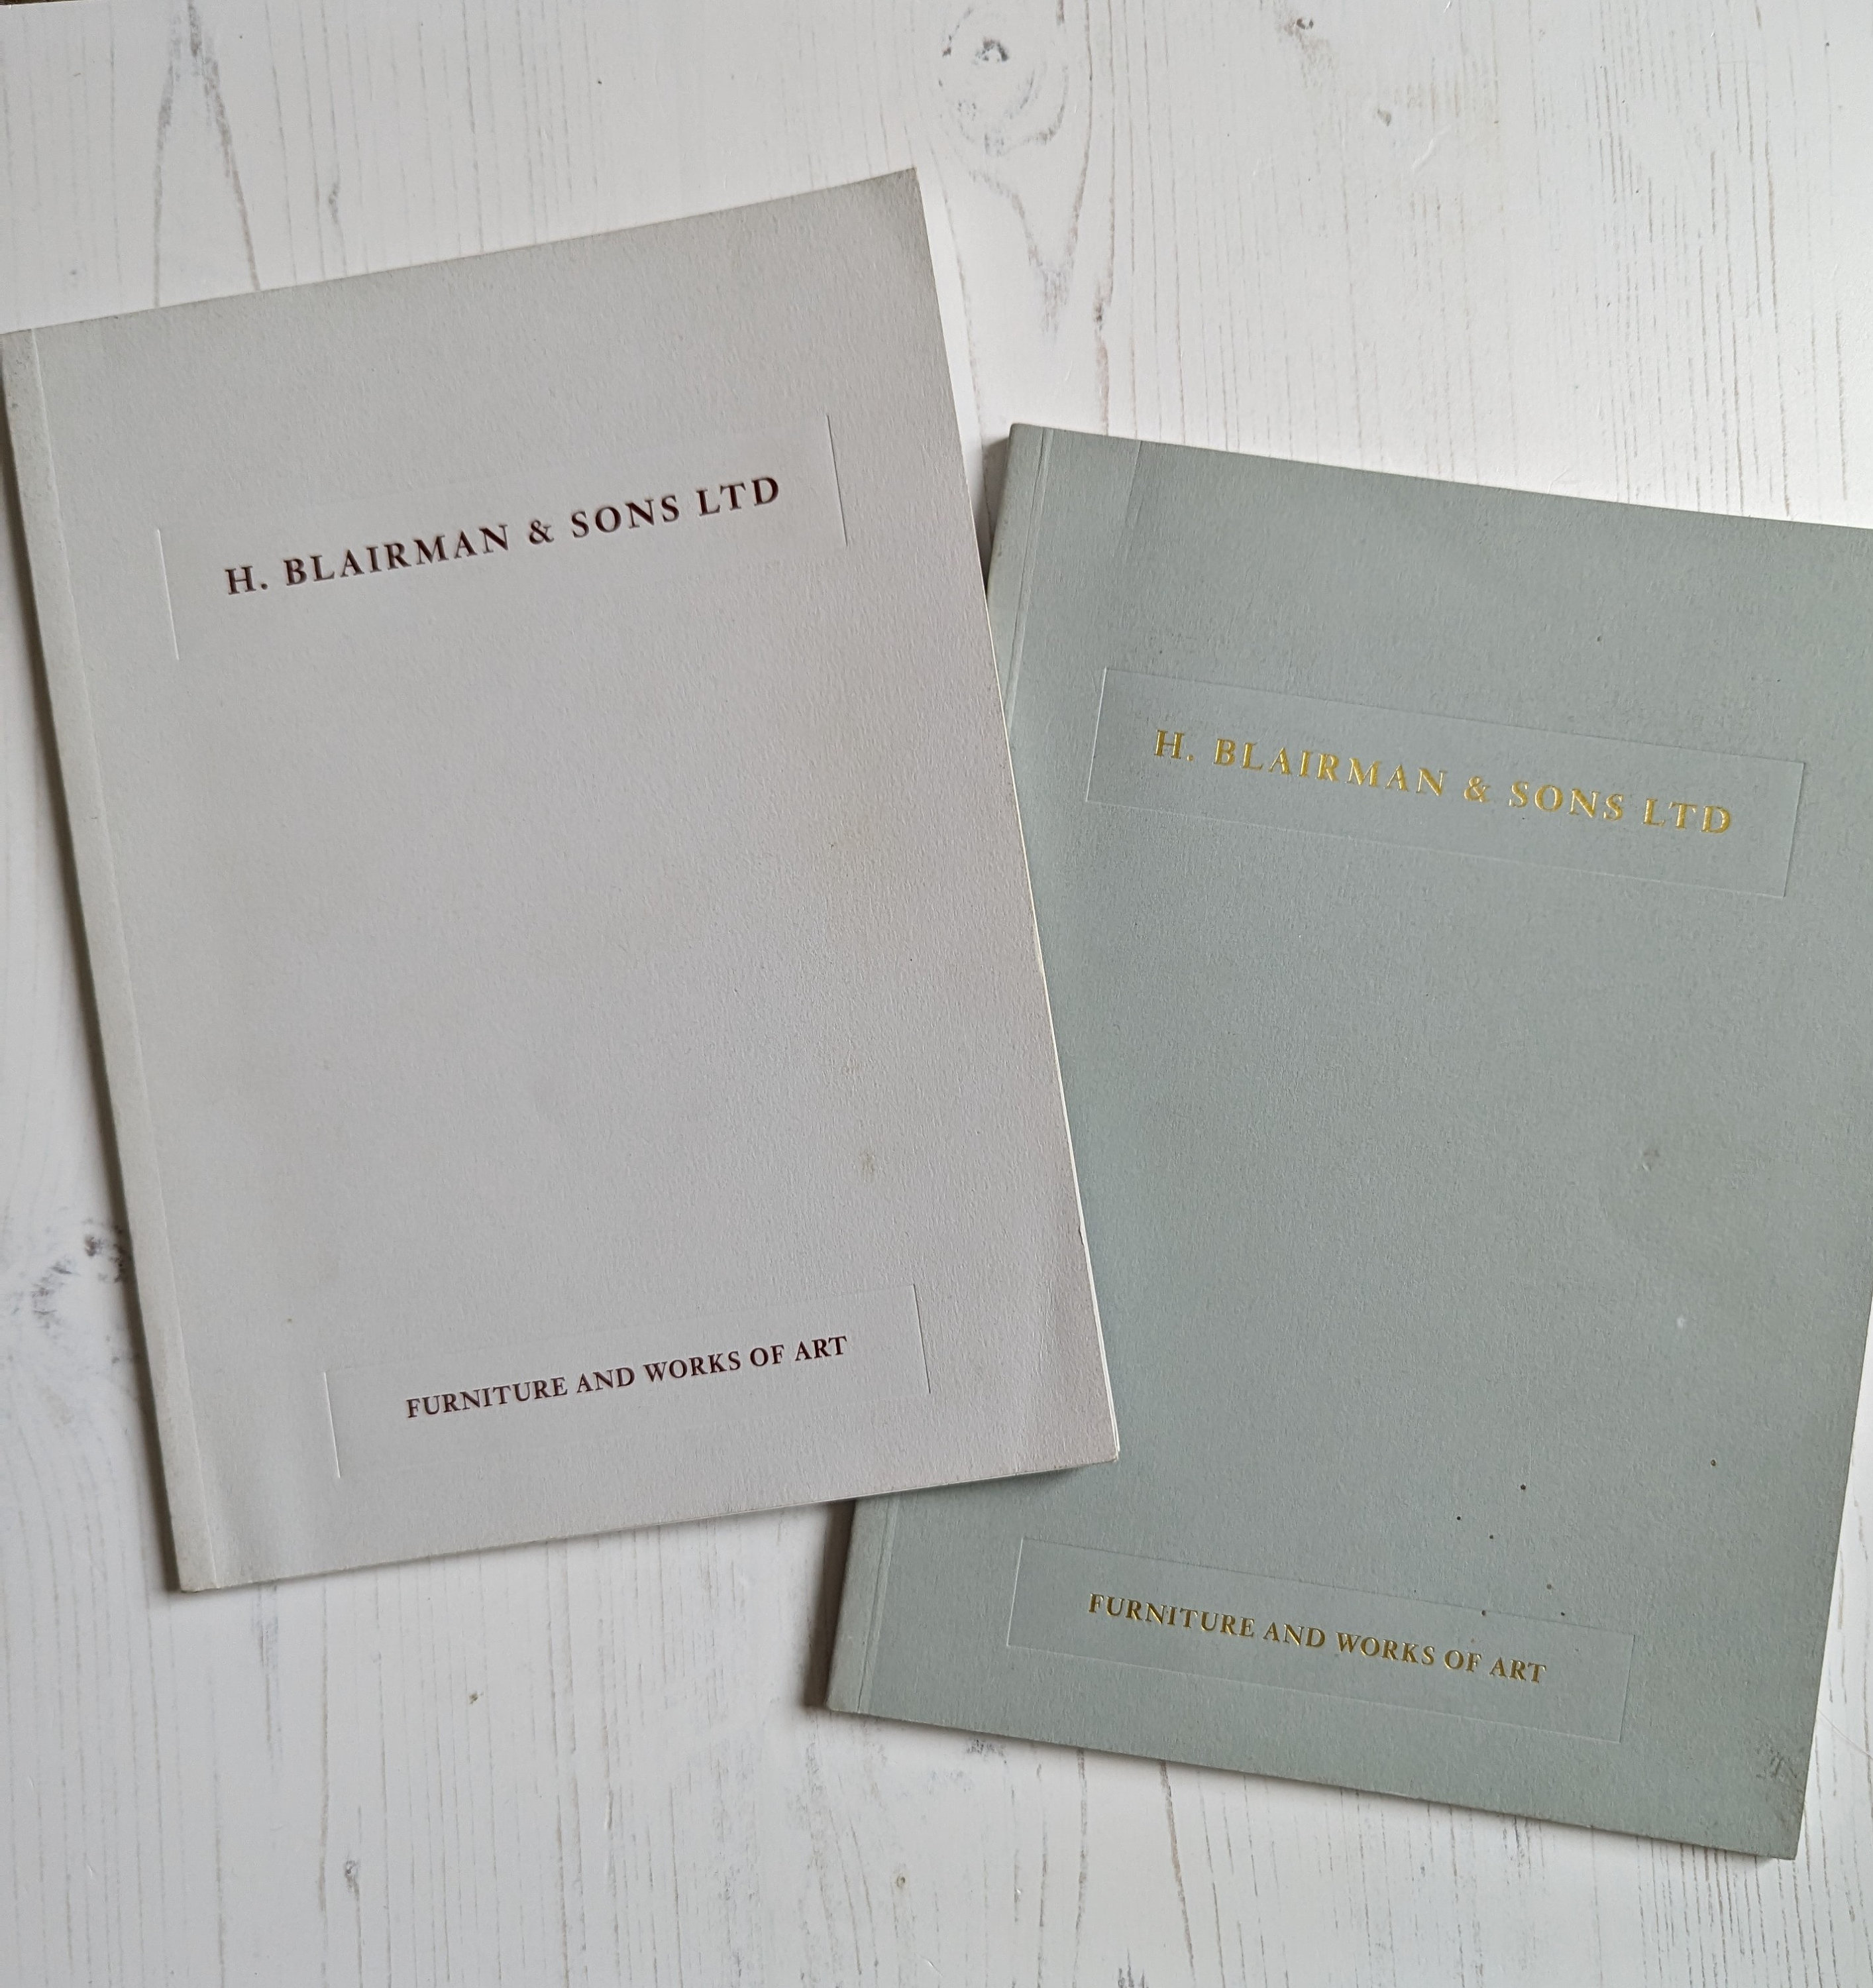 H. BLAIRMAN & SONS LTD
FURNITURE AND WORKS OF ART
H. BLAIRMAN & SONS LTD
FURNITURE AND WORKS OF ART